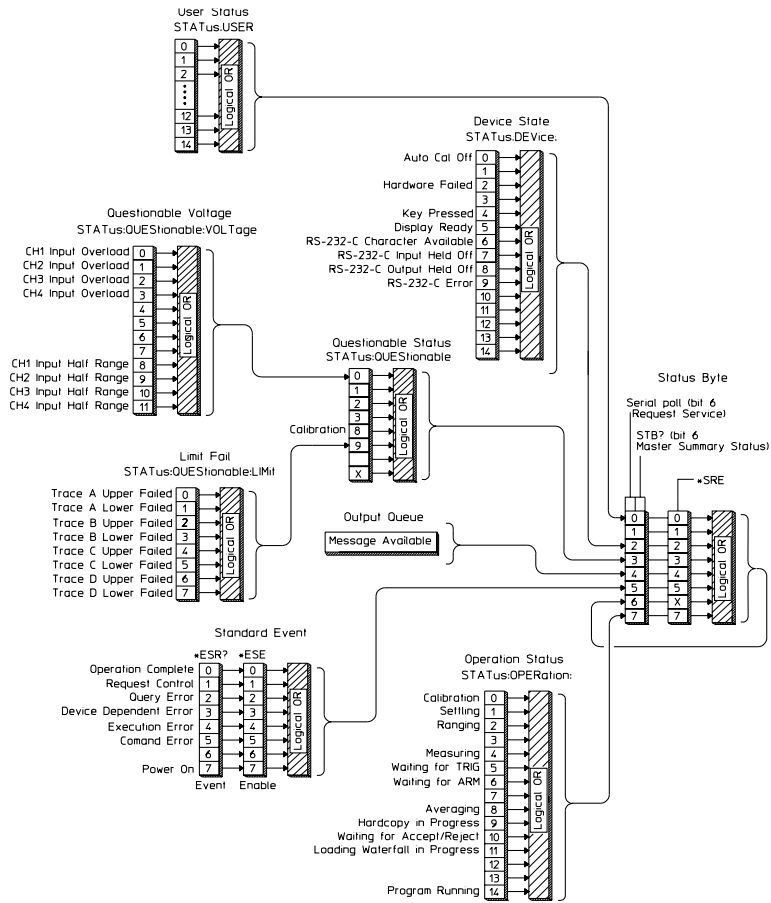 User Status
STATus:USER
0
1
2
12
13
14
Logical OR
Device State
STATus:DEVice:
Auto Cal Off 0
1
Hardware Failed 2
3
Key Pressed 4
Display Ready 5
RS-232-C Character Available 6
RS-232-C Input Held Off 7
RS-232-C Output Held Off 8
RS-232-C Error 9
10
11
12
13
14
Logical OR
Questionable Voltage
STATus:QUEStionable:VOLTage
CH1 Input Overload 0
CH2 Input Overload 1
CH3 Input Overload 2
CH4 Input Overload 3
4
5
6
7
CH1 Input Half Range 8
CH2 Input Half Range 9
CH3 Input Half Range 10
CH4 Input Half Range 11
Logical OR
Questionable Status
STATus:QUEStionable
0
1
2
3
Calibration 8
9
X
Logical OR
Limit Fail
STATus:QUEStionable:LIMit
Trace A Upper Failed 0
Trace A Lower Failed 1
Trace B Upper Failed 2
Trace B Lower Failed 3
Trace C Upper Failed 4
Trace C Lower Failed 5
Trace D Upper Failed 6
Trace D Lower Failed 7
Logical OR
Output Queue
Message Available
Status Byte
Serial poll (bit 6
Request Service)
STB? (bit 6
Master Summary Status)
*SRE
0 0
1 1
2 2
3 3
4 4
5 5
6 X
7 7
Logical OR
Standard Event
*ESR? *ESE
Operation Complete 0 0
Request Control 1 1
Query Error 2 2
Device Dependent Error 3 3
Execution Error 4 4
Comand Error 5 5
6 6
Power On 7 7
Event Enable
Logical OR
Operation Status
STATus:OPERation:
Calibration 0
Settling 1
Ranging 2
3
Measuring 4
Waiting for TRIG 5
Waiting for ARM 6
7
Averaging 8
Hardcopy in Progress 9
Waiting for Accept/Reject 10
Loading Waterfall in Progress 11
12
13
Program Running 14
Logical OR